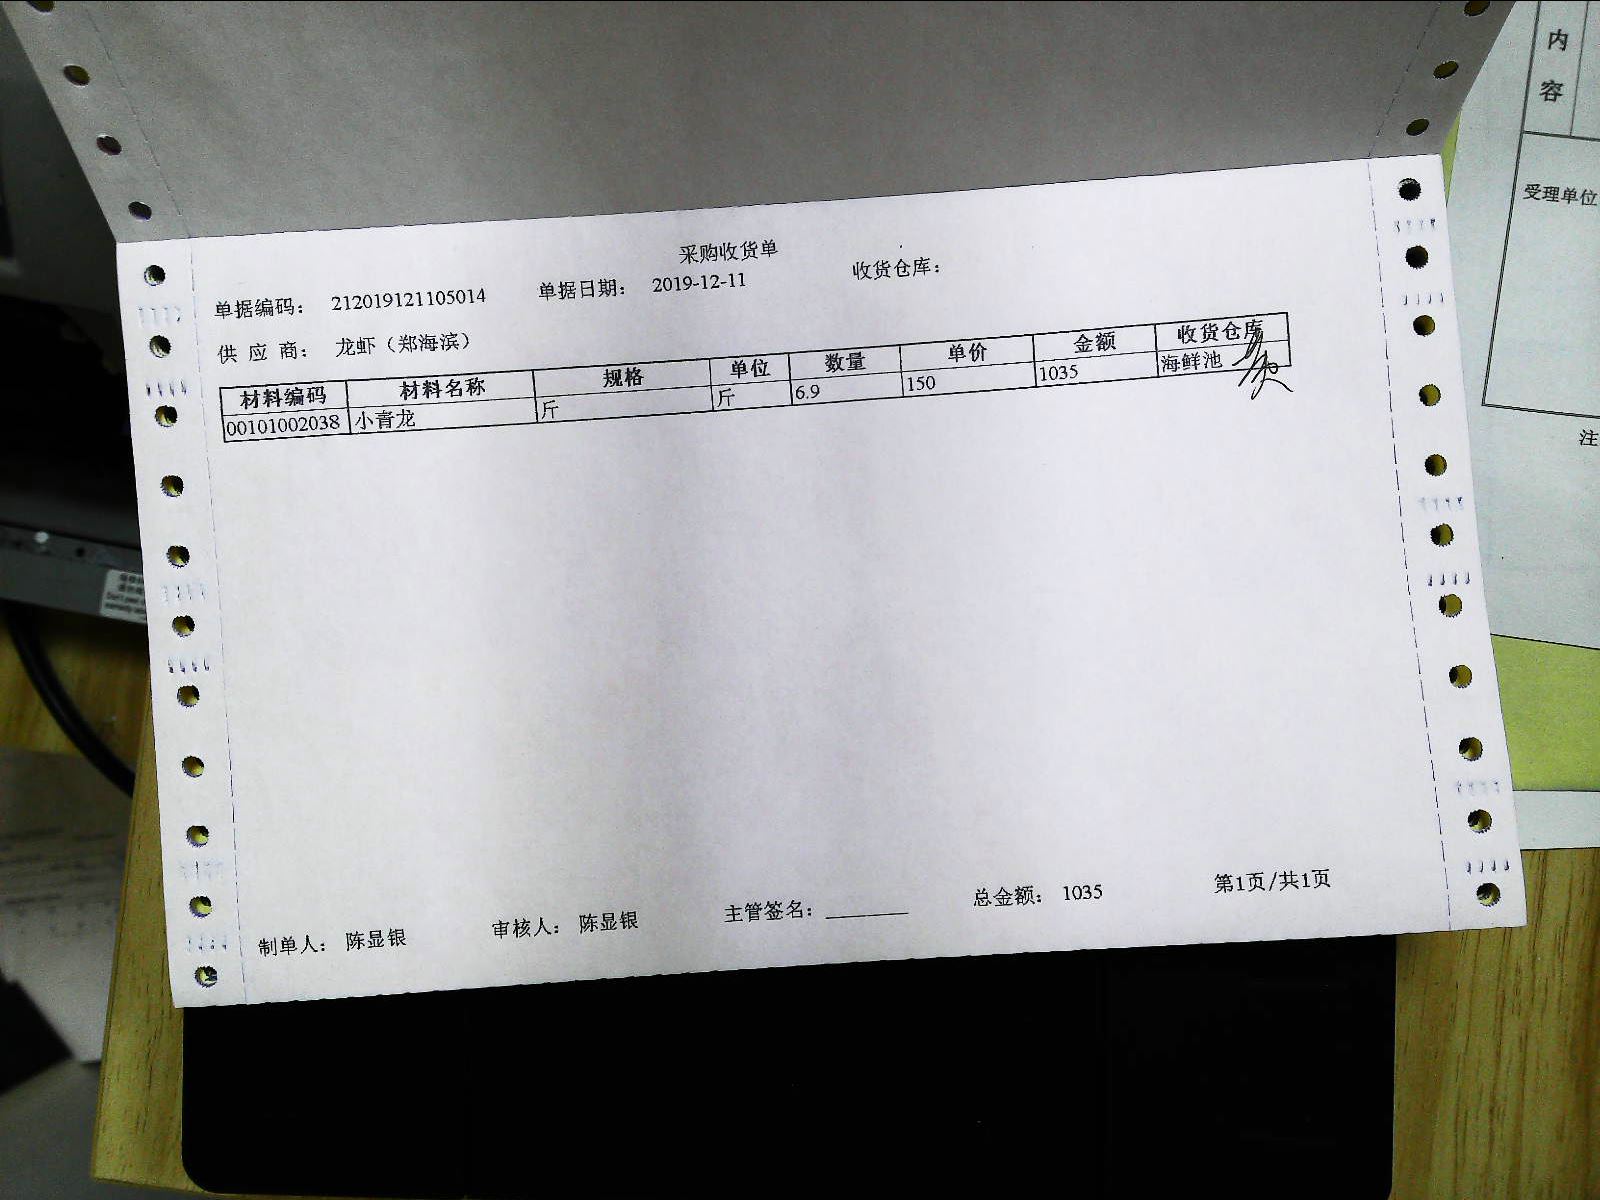 采购收货单
单据编码： 212019121105014 单据日期： 2019-12-11 收货仓库：
供 应 商： 龙虾（郑海滨）
材料编码 材料名称 规格 单位 数量 单价 金额 收货仓库
00101002038 小青龙 斤 斤 6.9 150 1035 海鲜池
制单人： 陈显银 审核人： 陈显银 主管签名： 总金额： 1035 第1页/共1页
内
容
受理单位
注